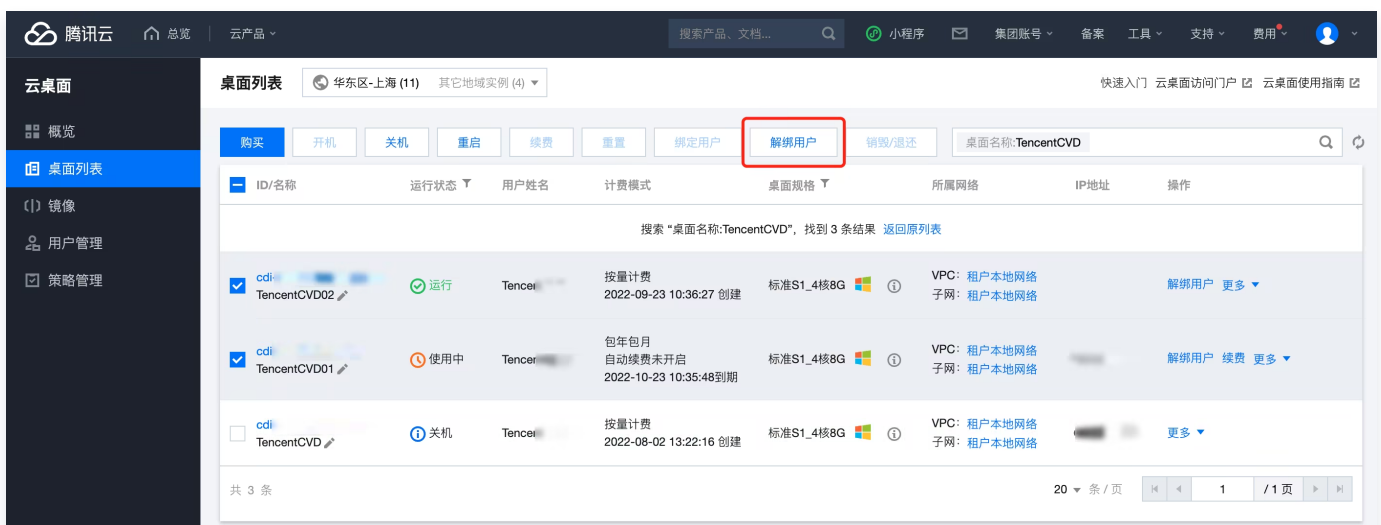 腾讯云 总览 云产品 搜索产品、文档... 小程序 集团账号 备案 工具 支持 费用
云桌面 桌面列表 华东区-上海 (11) 其它地域实例 (4) 快速入门 云桌面访问门户 云桌面使用指南
概览
桌面列表
镜像
用户管理
策略管理
购买 开机 关机 重启 续费 重置 绑定用户 解绑用户 销毁/退还 桌面名称:TencentCVD
ID/名称 运行状态 用户姓名 计费模式 桌面规格 所属网络 IP地址 操作
搜索 “桌面名称:TencentCVD”，找到 3 条结果 返回原列表
cdi- 按量计费 VPC：租户本地网络
TencentCVD02 运行 Tencen 2022-09-23 10:36:27 创建 标准S1_4核8G 子网：租户本地网络 解绑用户 更多
cdi 包年包月 VPC：租户本地网络
TencentCVD01 使用中 Tencen 自动续费未开启 标准S1_4核8G 子网：租户本地网络 解绑用户 续费 更多
2022-10-23 10:35:48到期
cdi- 按量计费 VPC：租户本地网络
TencentCVD 关机 Tencen 2022-08-02 13:22:16 创建 标准S1_4核8G 子网：租户本地网络 更多
共 3 条 20 条 / 页 1 / 1 页